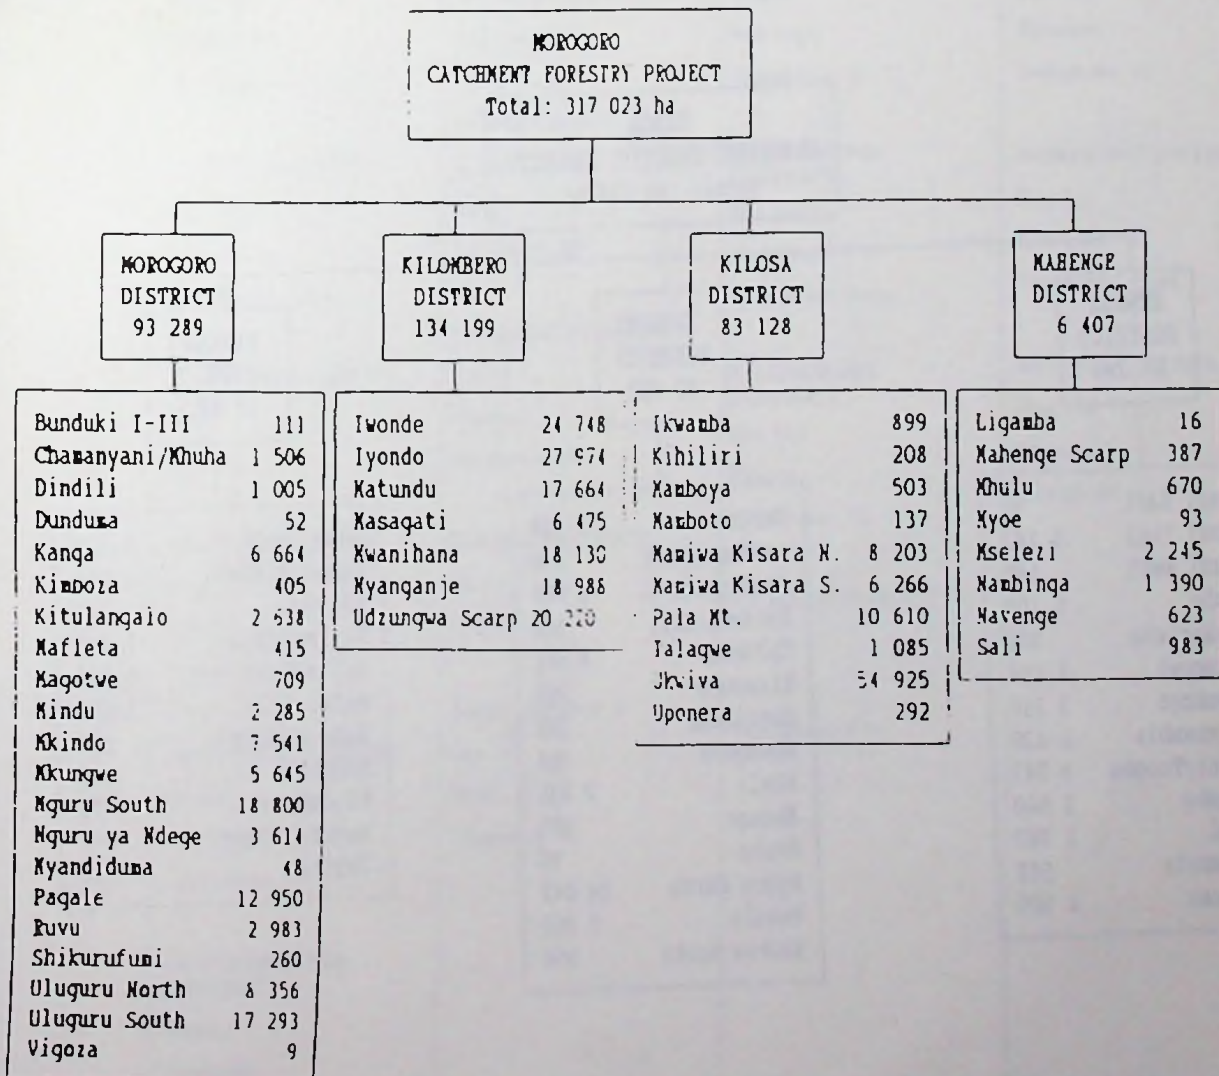 MOROGORO
CATCHMENT FORESTRY PROJECT
Total: 317 023 ha
MOROGORO
DISTRICT
93 289
KILOMBERO
DISTRICT
134 199
KILOSA
DISTRICT
83 128
MAHENGE
DISTRICT
6 407
Bunduki I-III 111
Chamanyani/Mhuha 1 506
Dindili 1 005
Dunduma 52
Kanga 6 664
Kimboza 405
Kitulangalo 2 638
Mafleta 415
Magotwe 709
Mindu 2 285
Mkindo 7 541
Mkungwe 5 645
Nguru South 18 800
Nguru ya Ndege 3 614
Nyandiduma 48
Pagale 12 950
Ruvu 2 983
Shikurufumi 260
Uluguru North 8 356
Uluguru South 17 293
Vigoza 9
Iwonde 24 748
Iyondo 27 974
Matundu 17 664
Masagati 6 475
Mwanihana 18 130
Nyanganje 18 988
Udzungwa Scarp 20 220
Ikwamba 899
Kihiliri 208
Mamboya 503
Mamboto 137
Mamiwa Kisara N. 8 203
Mamiwa Kisara S. 6 266
Pala Mt. 10 610
Talagwe 1 085
Ukwiva 54 925
Uponera 292
Ligamba 16
Mahenge Scarp 387
Mhulu 670
Myoe 93
Mselezi 2 245
Nambinga 1 390
Navenge 623
Sali 983